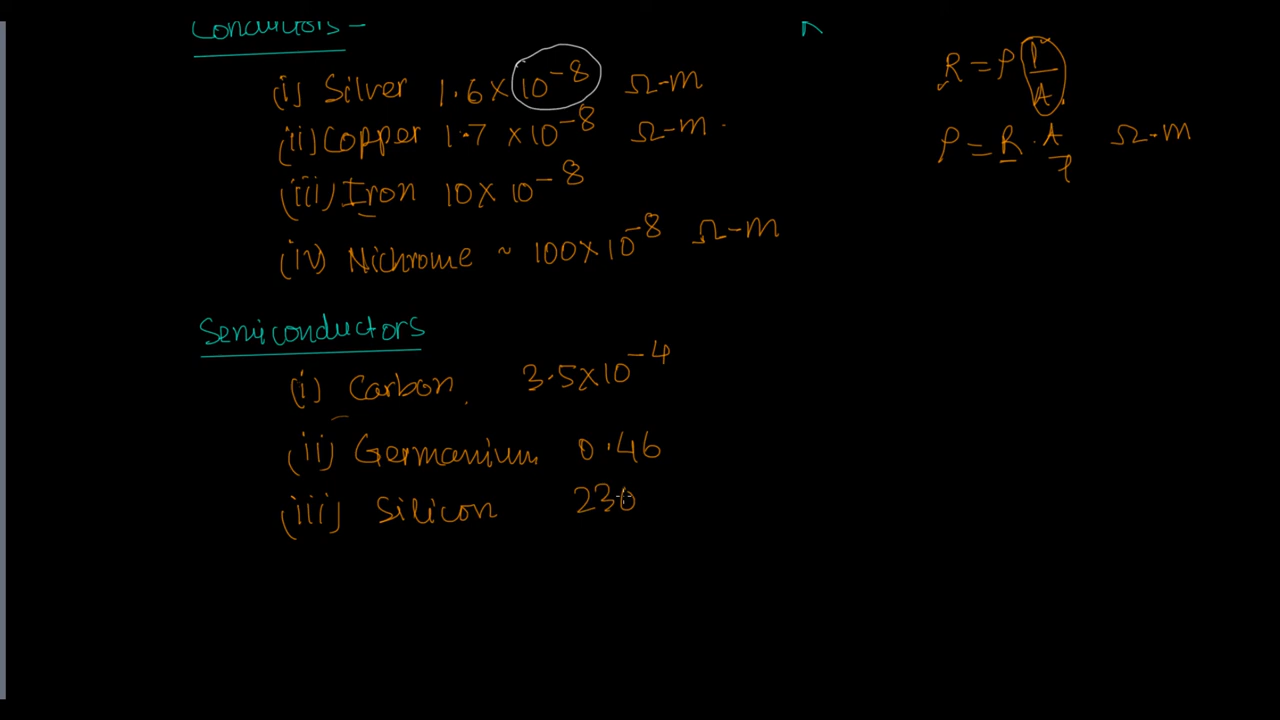 Conductors -
(i) Silver 1.6×10⁻⁸ Ω-m
(ii) Copper 1.7 ×10⁻⁸ Ω-m.
(iii) Iron 10×10⁻⁸
(iv) Nichrome ~ 100×10⁻⁸ Ω-m
Semiconductors
(i) Carbon. 3.5×10⁻⁴
(ii) Germanium 0.46
(iii) Silicon 230
R = ρ l/A
ρ = R · A/l Ω-m